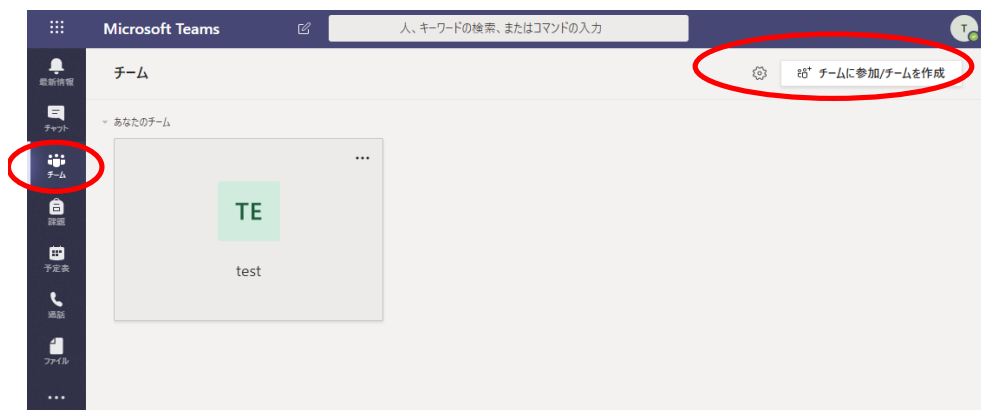 Microsoft Teams
人、キーワードの検索、またはコマンドの入力
T
最新情報
チーム
チームに参加/チームを作成
チャット
あなたのチーム
チーム
TE
課題
test
予定表
通話
ファイル